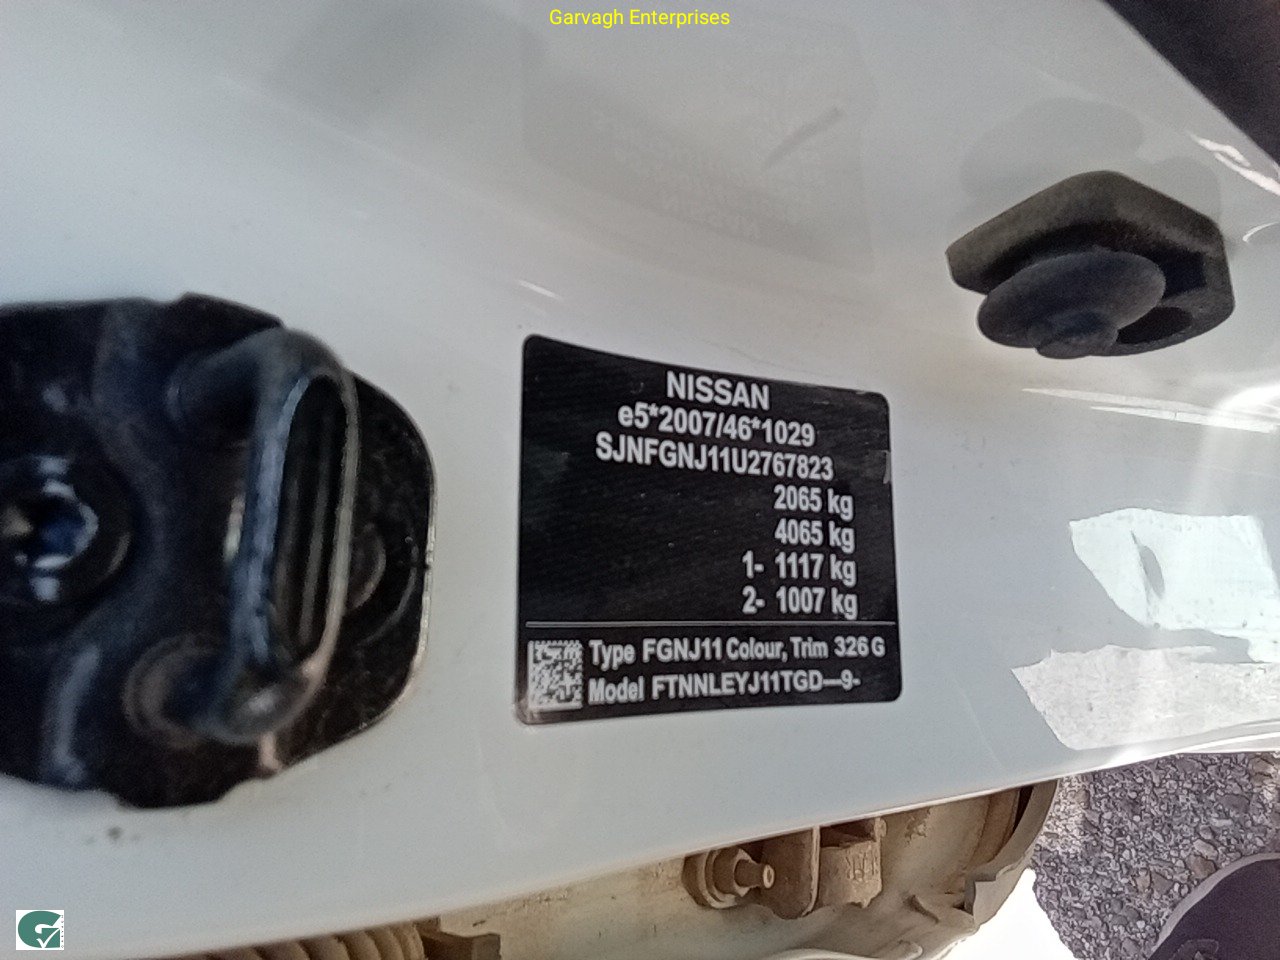 Garvagh Enterprises
NISSAN
e5*2007/46*1029
SJNFGNJ11U2767823
2065 kg
4065 kg
1- 1117 kg
2- 1007 kg
Type FGNJ11 Colour, Trim 326 G
Model FTNNLEYJ11TGD—9-
G